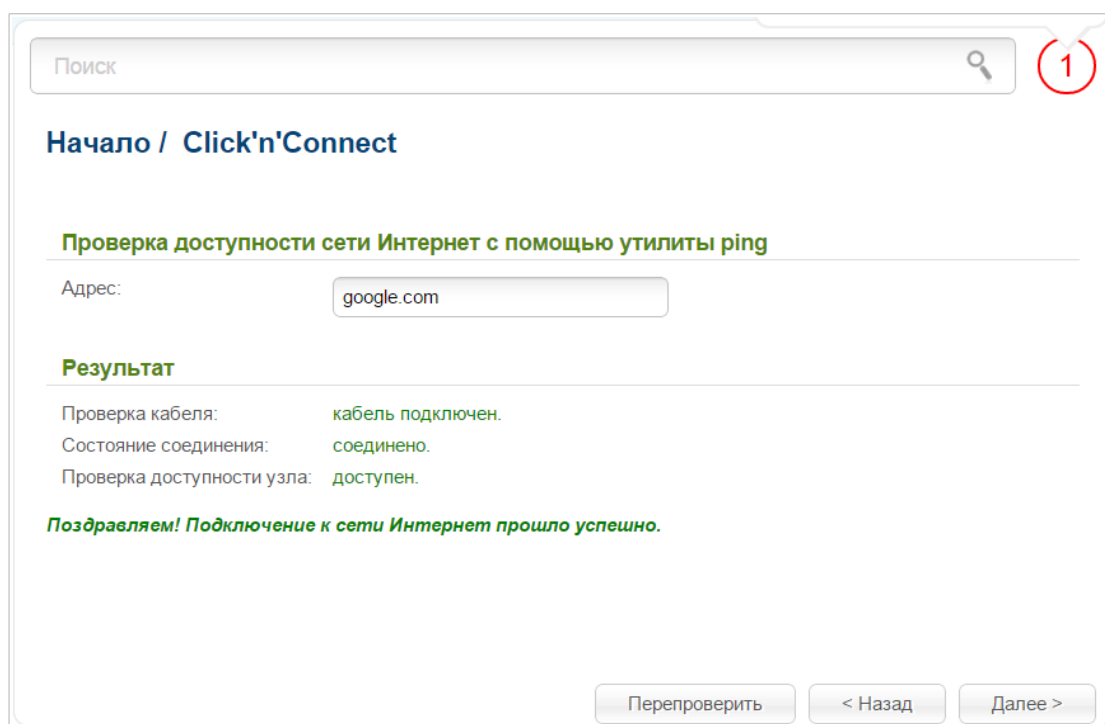 Поиск
1
Начало / Click'n'Connect
Проверка доступности сети Интернет с помощью утилиты ping
Адрес: google.com
Результат
Проверка кабеля: кабель подключен.
Состояние соединения: соединено.
Проверка доступности узла: доступен.
Поздравляем! Подключение к сети Интернет прошло успешно.
Перепроверить < Назад Далее >